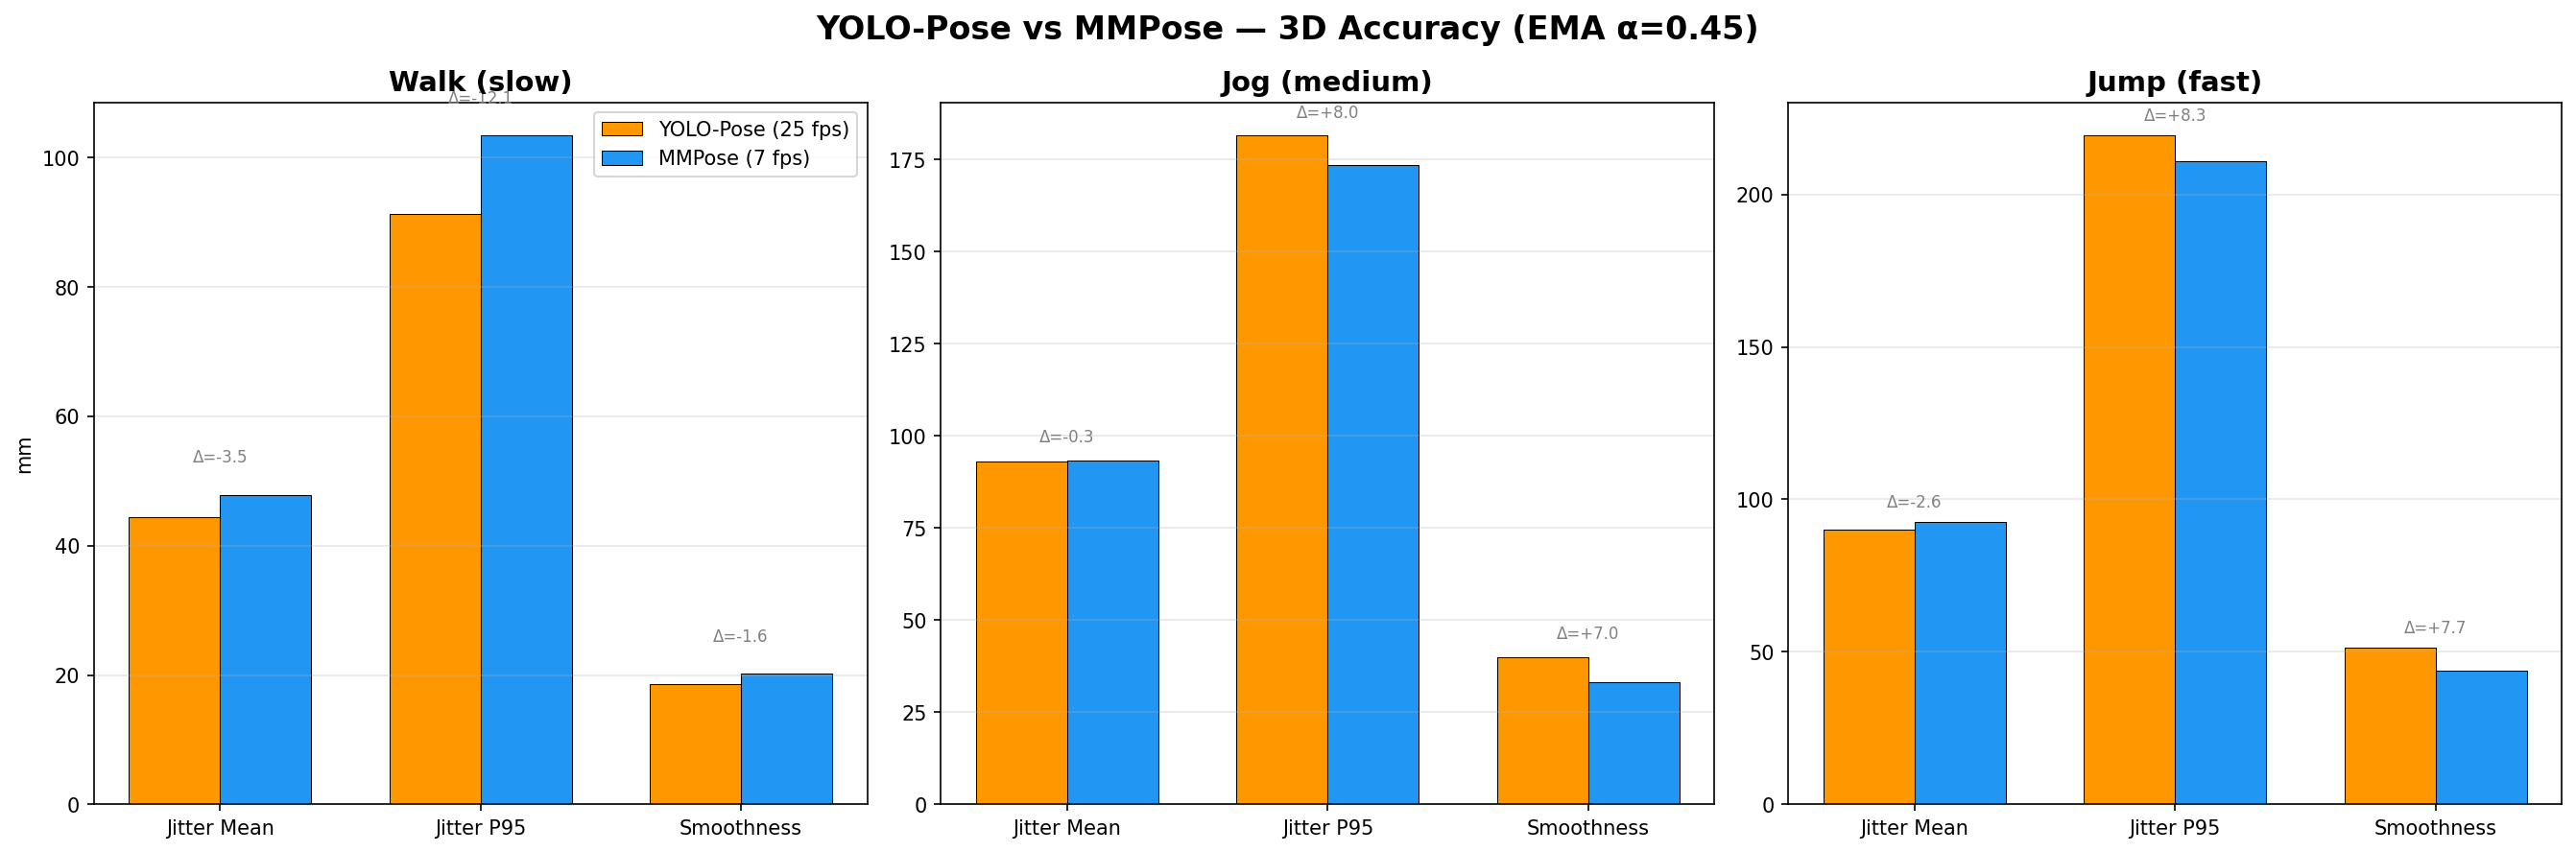 YOLO-Pose vs MMPose — 3D Accuracy (EMA α=0.45)
Walk (slow)
Δ=-12.1
YOLO-Pose (25 fps)
MMPose (7 fps)
100
80
60
40
20
0
mm
Δ=-3.5
Δ=-1.6
Jitter Mean
Jitter P95
Smoothness
Jog (medium)
Δ=+8.0
175
150
125
100
75
50
25
0
Δ=-0.3
Δ=+7.0
Jitter Mean
Jitter P95
Smoothness
Jump (fast)
Δ=+8.3
200
150
100
50
0
Δ=-2.6
Δ=+7.7
Jitter Mean
Jitter P95
Smoothness